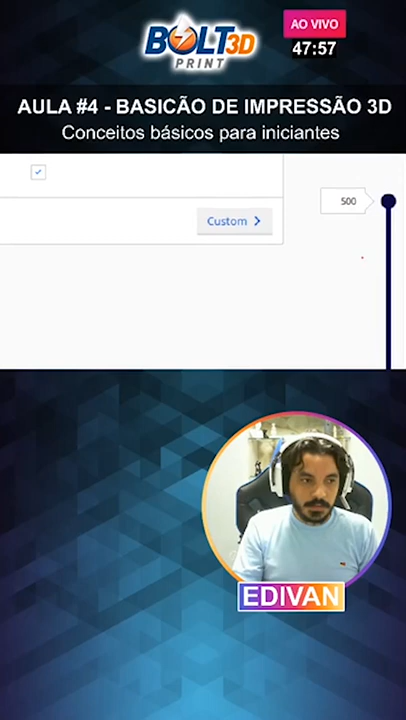 BOLT3D
PRINT
AO VIVO
47:57
AULA #4 - BASICÃO DE IMPRESSÃO 3D
Conceitos básicos para iniciantes
500
Custom
EDIVAN